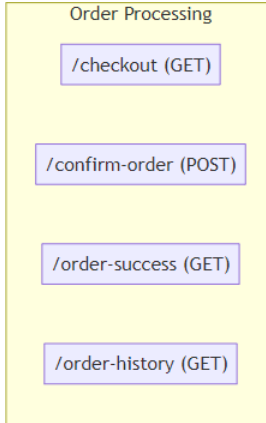 Order Processing
/checkout (GET)
/confirm-order (POST)
/order-success (GET)
/order-history (GET)